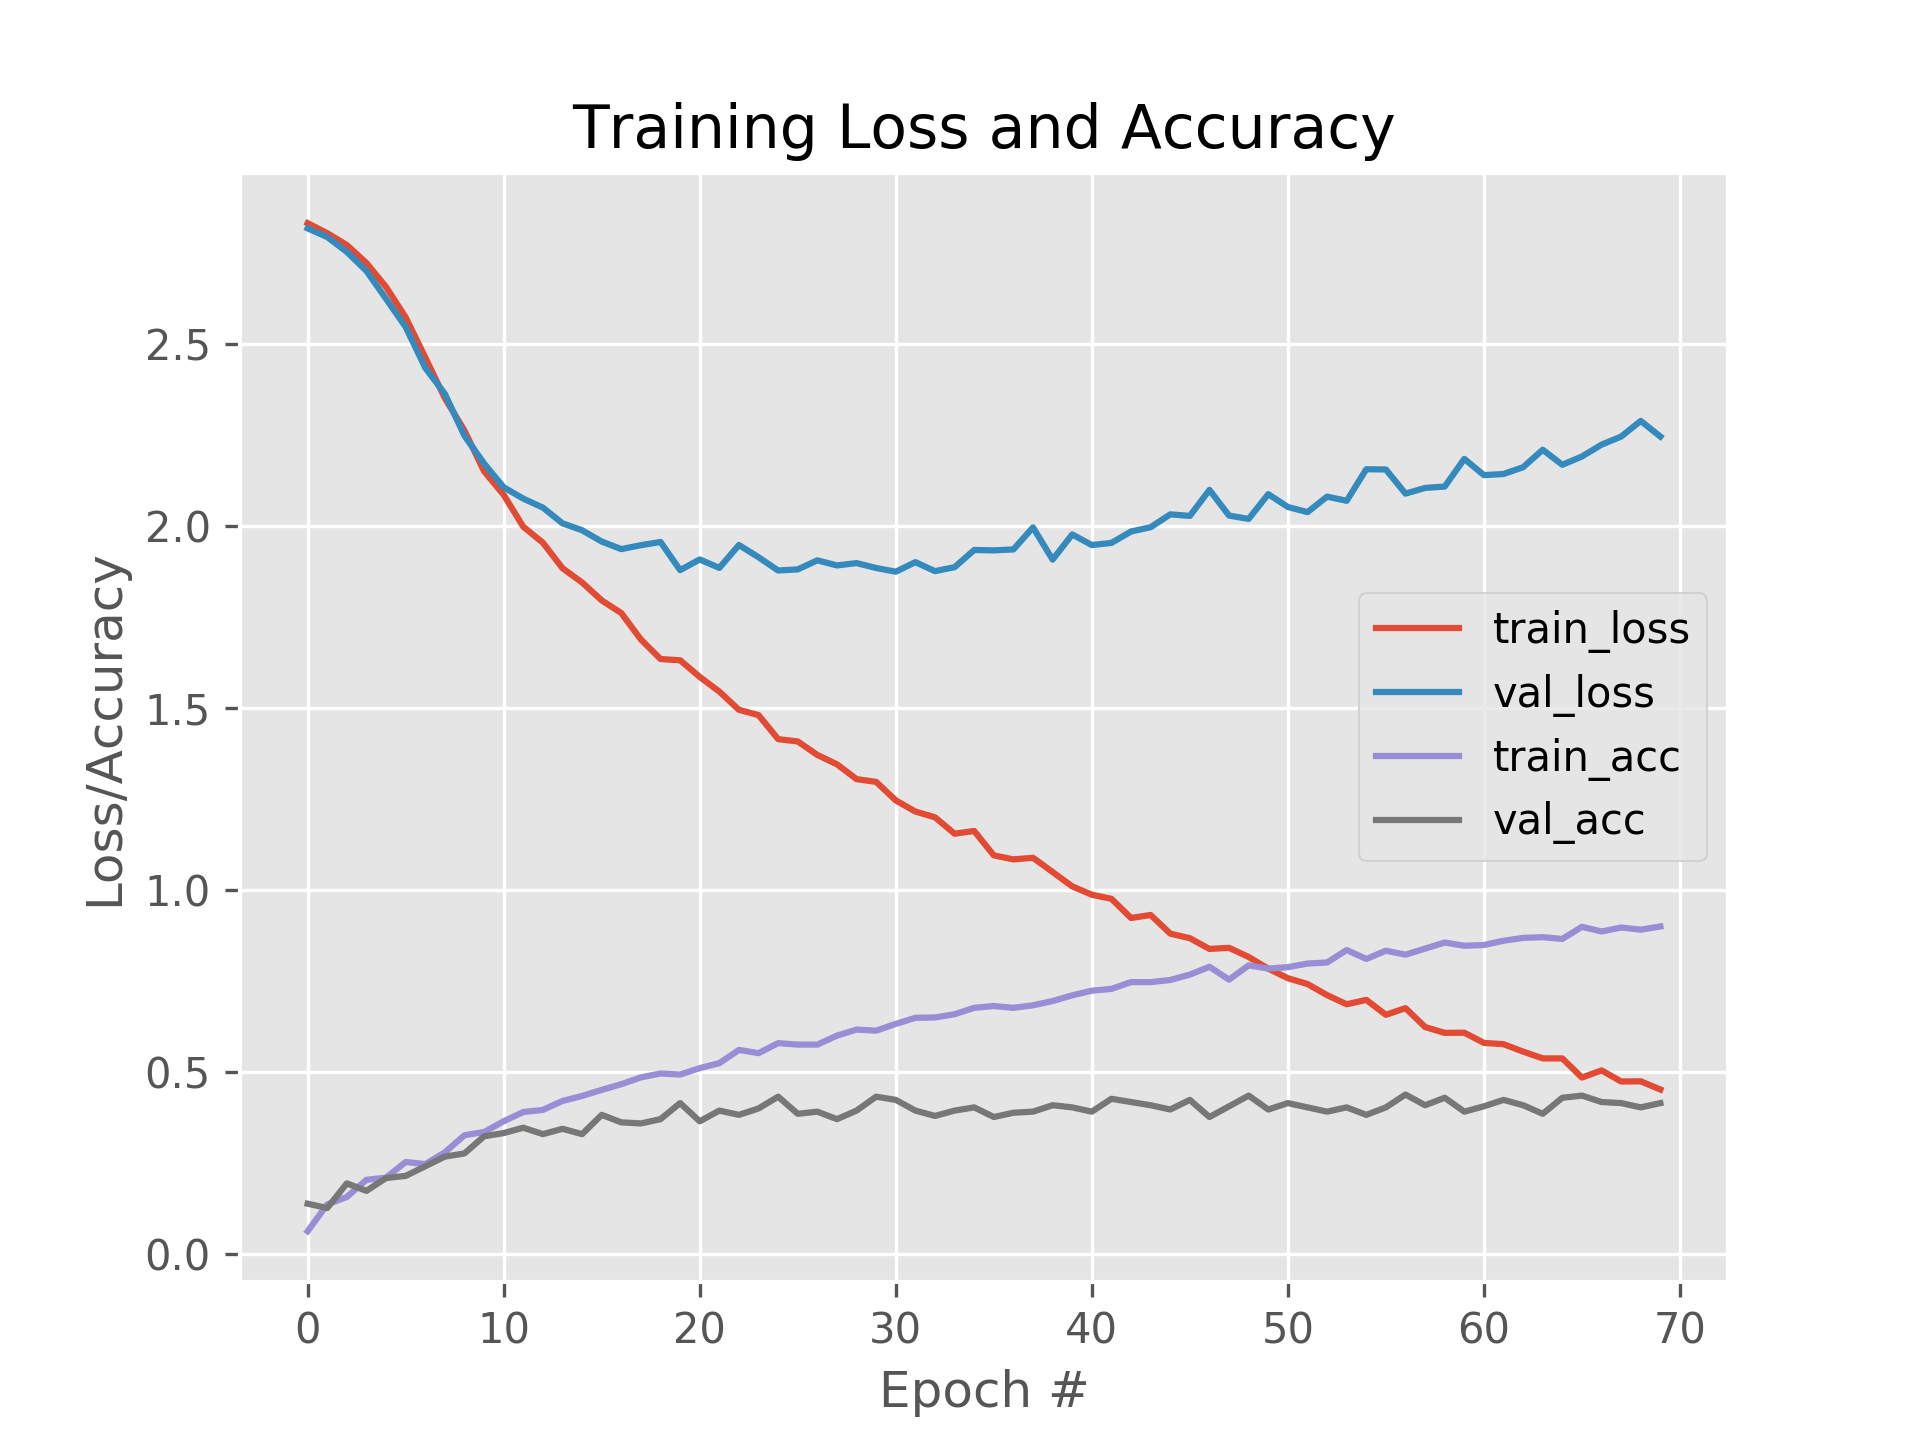 Training Loss and Accuracy
Loss/Accuracy
2.5
2.0
1.5
1.0
0.5
0.0
train_loss
val_loss
train_acc
val_acc
0 10 20 30 40 50 60 70
Epoch #